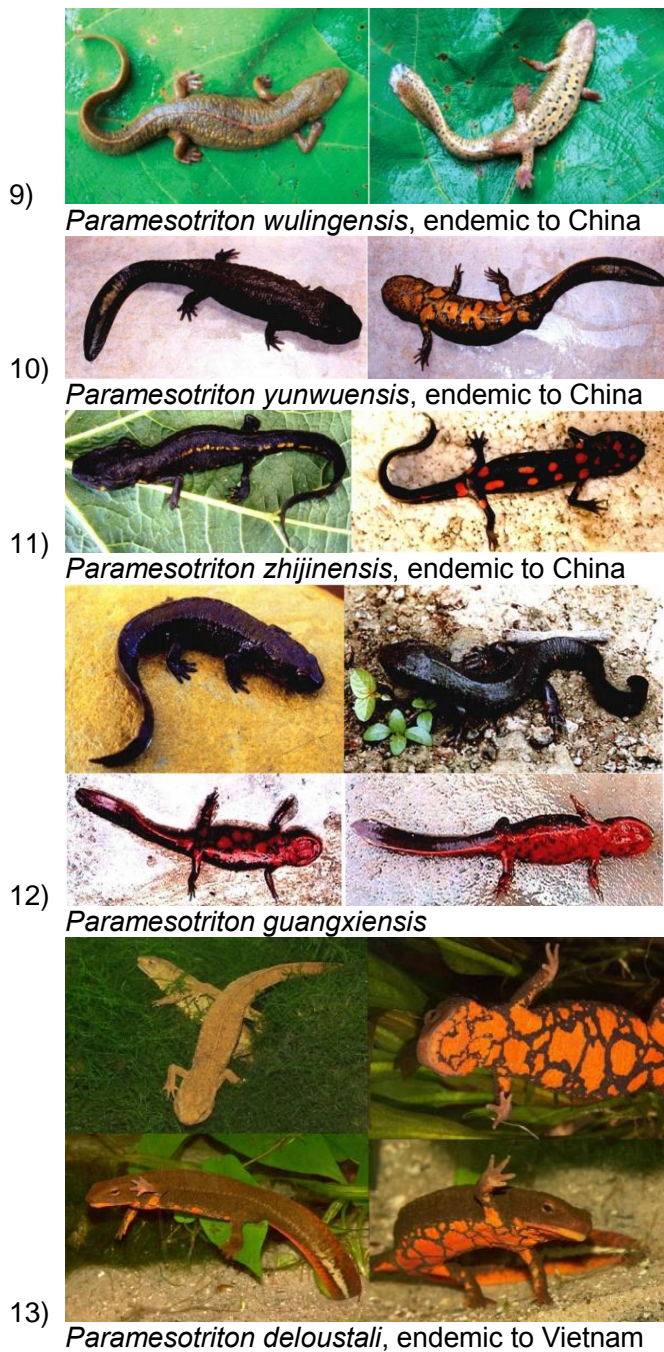 9)
Paramesotriton wulingensis, endemic to China
10)
Paramesotriton yunwuensis, endemic to China
11)
Paramesotriton zhijinensis, endemic to China
12)
Paramesotriton guangxiensis
13)
Paramesotriton deloustali, endemic to Vietnam